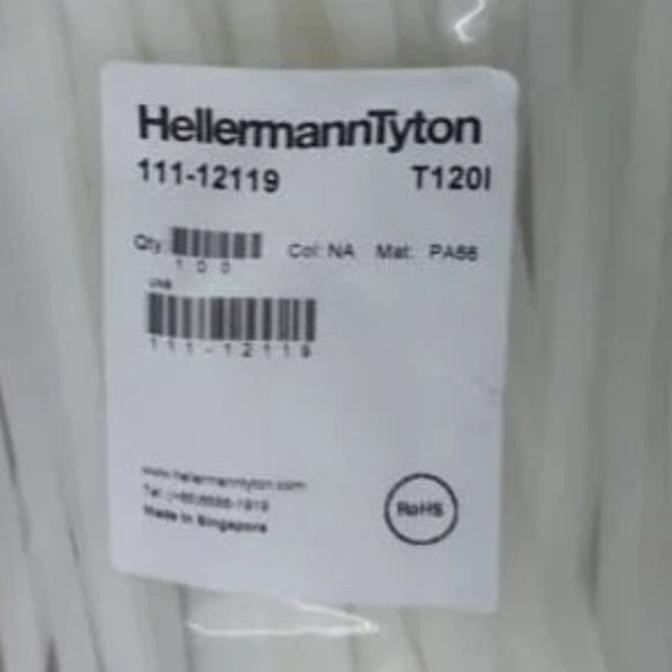 HellermannTyton
111-12119 T120I
Qty: Col: NA Mat: PA66
100
111-12119
www.hellermanntyton.com
Made in Singapore
RoHS